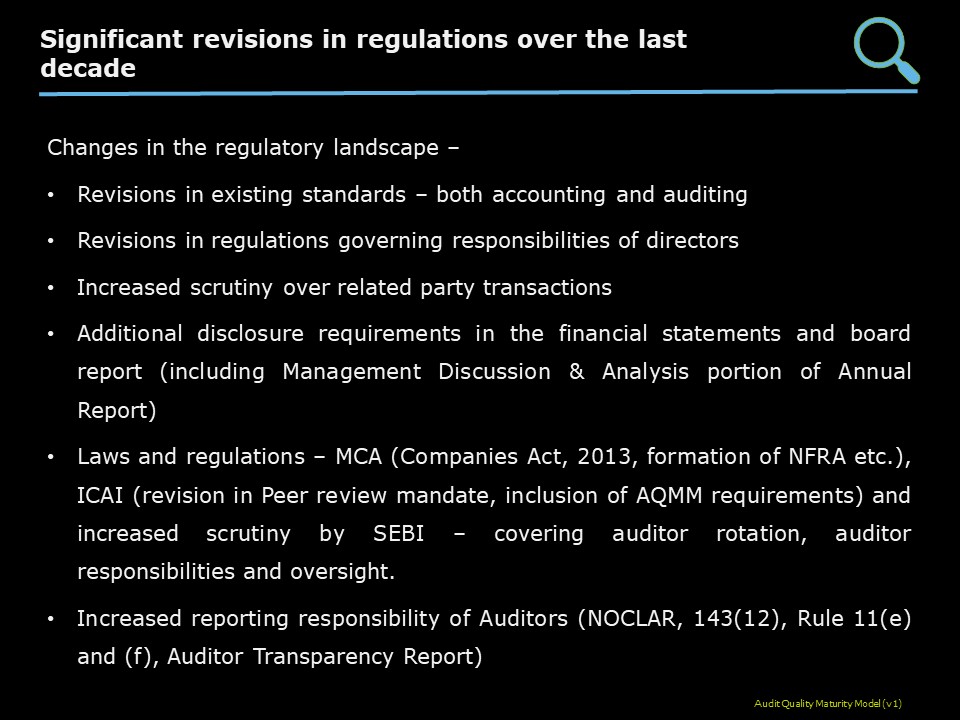 Significant revisions in regulations over the last
decade
Changes in the regulatory landscape –
• Revisions in existing standards – both accounting and auditing
• Revisions in regulations governing responsibilities of directors
• Increased scrutiny over related party transactions
• Additional disclosure requirements in the financial statements and board
report (including Management Discussion & Analysis portion of Annual
Report)
• Laws and regulations – MCA (Companies Act, 2013, formation of NFRA etc.),
ICAI (revision in Peer review mandate, inclusion of AQMM requirements) and
increased scrutiny by SEBI – covering auditor rotation, auditor
responsibilities and oversight.
• Increased reporting responsibility of Auditors (NOCLAR, 143(12), Rule 11(e)
and (f), Auditor Transparency Report)
Audit Quality Maturity Model (v1)